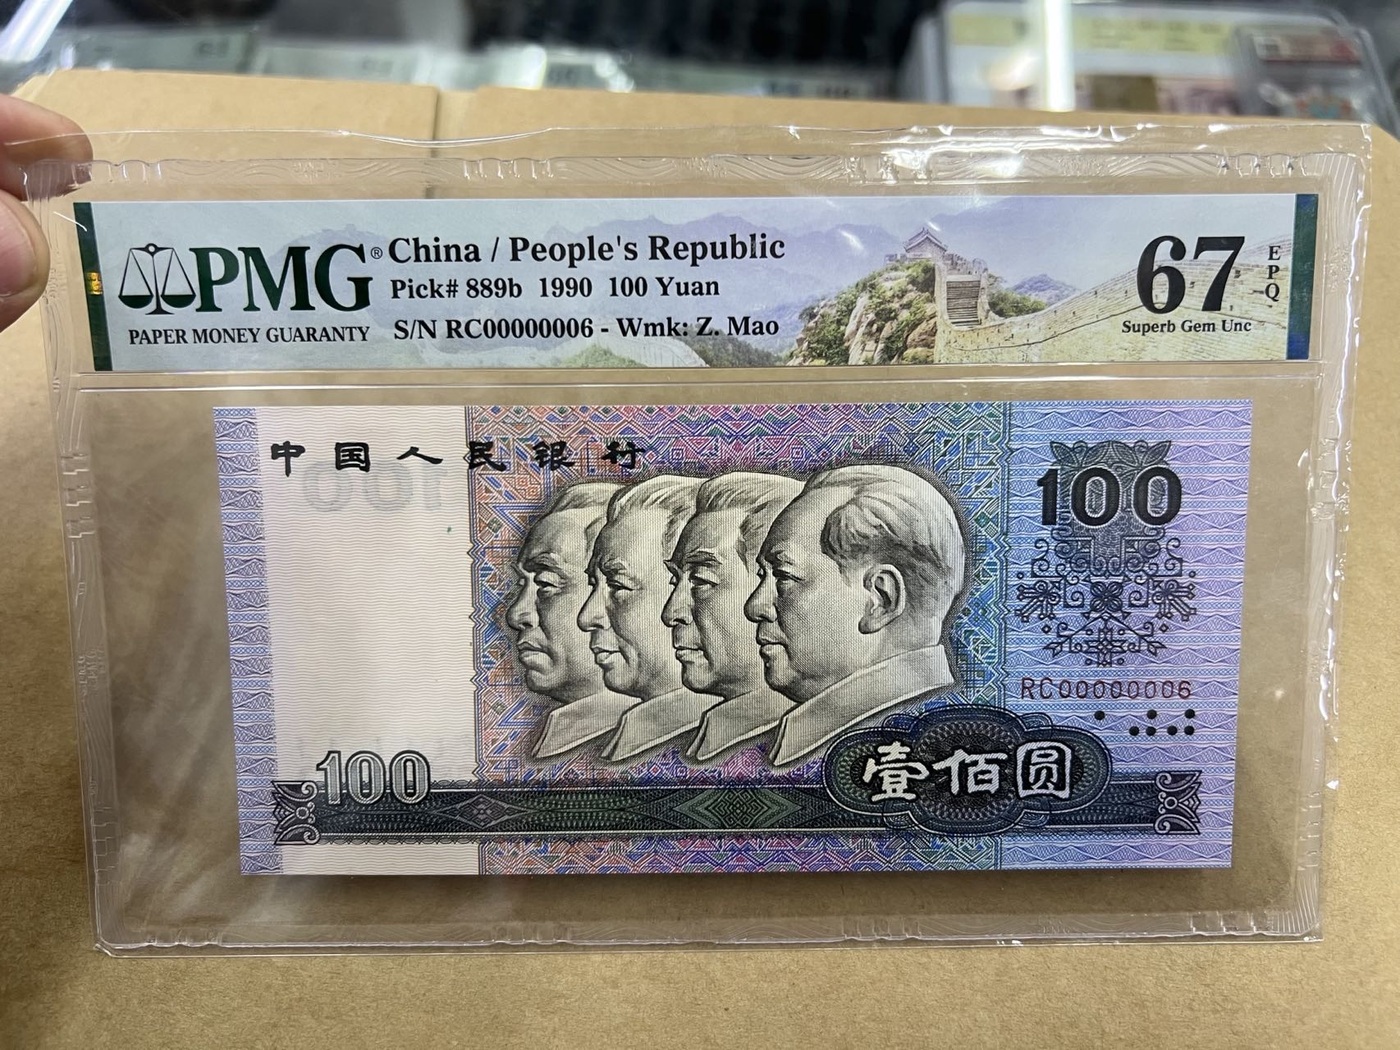 PMG® China / People's Republic
Pick# 889b 1990 100 Yuan
PAPER MONEY GUARANTY
S/N RC00000006 - Wmk: Z. Mao
67
EPQ
Superb Gem Unc
中国人民银行
100
RC00000006
100
壹佰圆